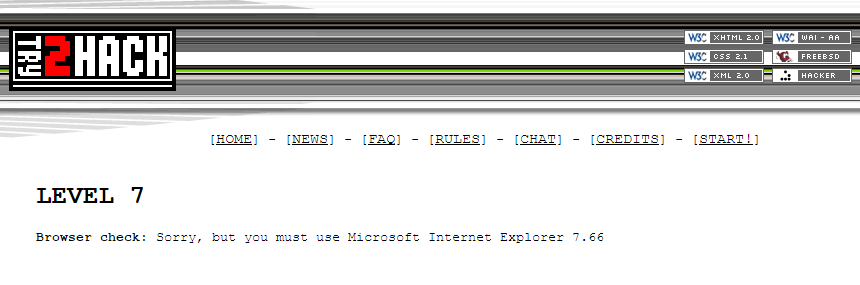 TRY 2 HACK
W3C XHTML 2.0 W3C WAI - AA
W3C CSS 2.1 FREEBSD
W3C XML 2.0 HACKER
[HOME] - [NEWS] - [FAQ] - [RULES] - [CHAT] - [CREDITS] - [START!]
LEVEL 7
Browser check: Sorry, but you must use Microsoft Internet Explorer 7.66